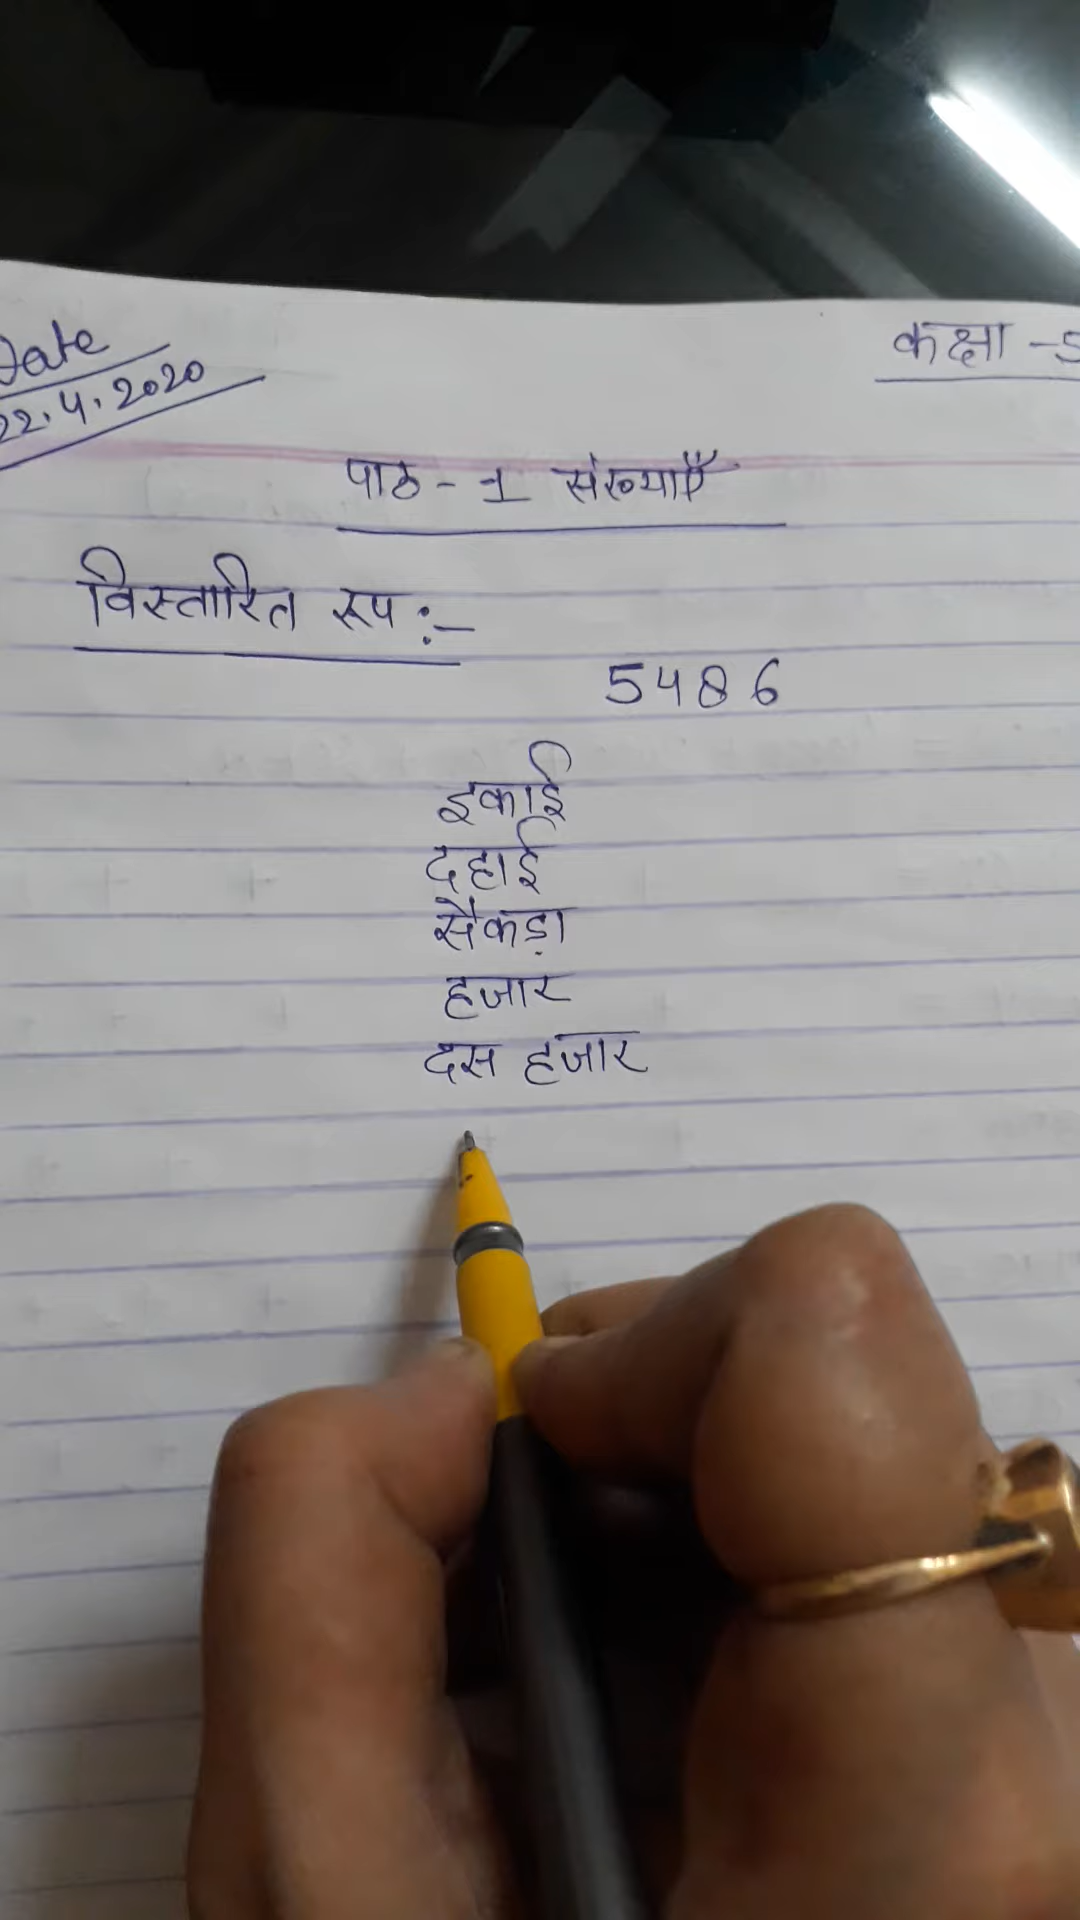 Date
22.4.2020
कक्षा -5
पाठ - 1 संख्याएँ
विस्तारित रूप :-
5486
इकाई
दहाई
सैकड़ा
हजार
दस हजार